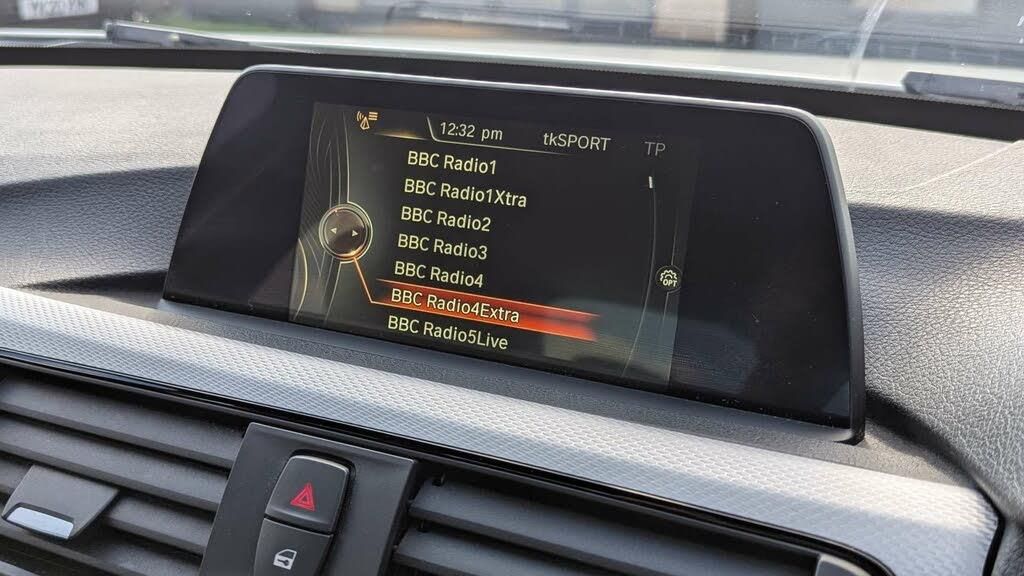 12:32 pm tkSPORT TP
BBC Radio1
BBC Radio1Xtra
BBC Radio2
BBC Radio3
BBC Radio4
BBC Radio4Extra
BBC Radio5Live
OPT